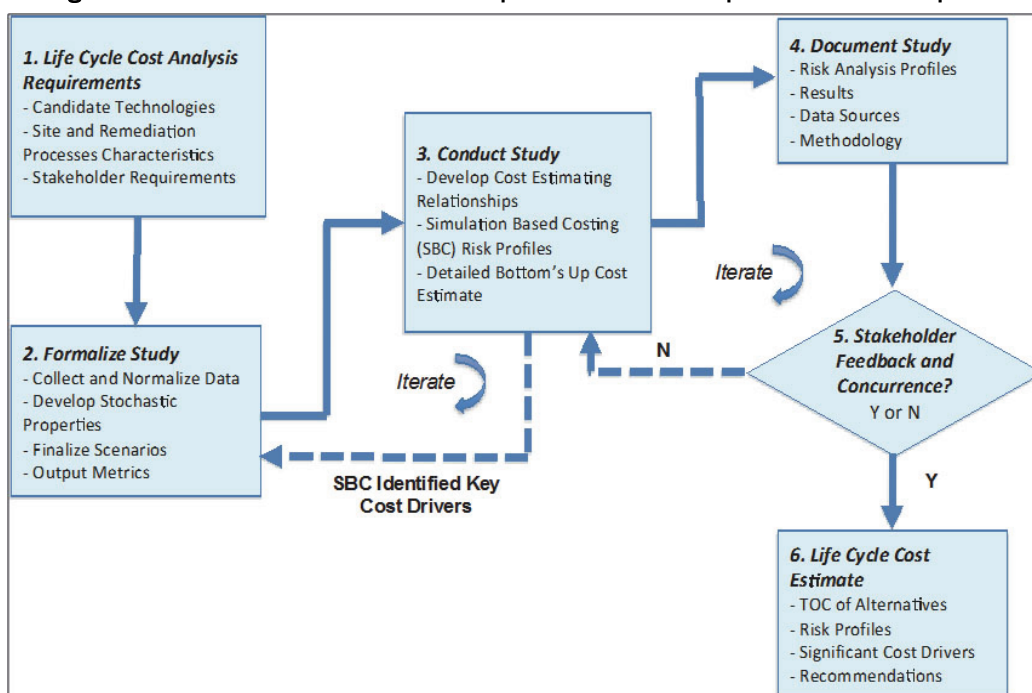 1. Life Cycle Cost Analysis
Requirements
- Candidate Technologies
- Site and Remediation
Processes Characteristics
- Stakeholder Requirements
2. Formalize Study
- Collect and Normalize Data
- Develop Stochastic
Properties
- Finalize Scenarios
- Output Metrics
3. Conduct Study
- Develop Cost Estimating
Relationships
- Simulation Based Costing
(SBC) Risk Profiles
- Detailed Bottom's Up Cost
Estimate
Iterate
SBC Identified Key
Cost Drivers
4. Document Study
- Risk Analysis Profiles
- Results
- Data Sources
- Methodology
Iterate
N
5. Stakeholder
Feedback and
Concurrence?
Y or N
Y
6. Life Cycle Cost
Estimate
- TOC of Alternatives
- Risk Profiles
- Significant Cost Drivers
- Recommendations